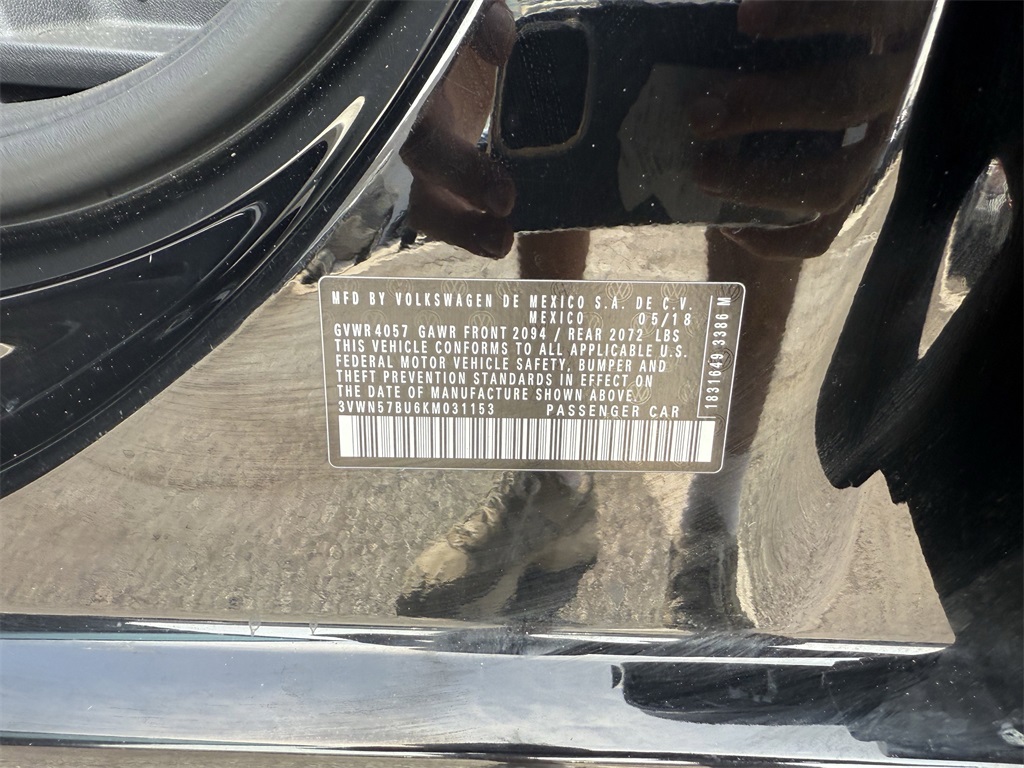 MFD BY VOLKSWAGEN DE MEXICO S.A. DE C.V.
MEXICO 05/18
GVWR 4057 GAWR FRONT 2094 / REAR 2072 LBS
THIS VEHICLE CONFORMS TO ALL APPLICABLE U.S.
FEDERAL MOTOR VEHICLE SAFETY, BUMPER AND
THEFT PREVENTION STANDARDS IN EFFECT ON
THE DATE OF MANUFACTURE SHOWN ABOVE.
3VWN57BU6KM031153 PASSENGER CAR
1831649 3386 M